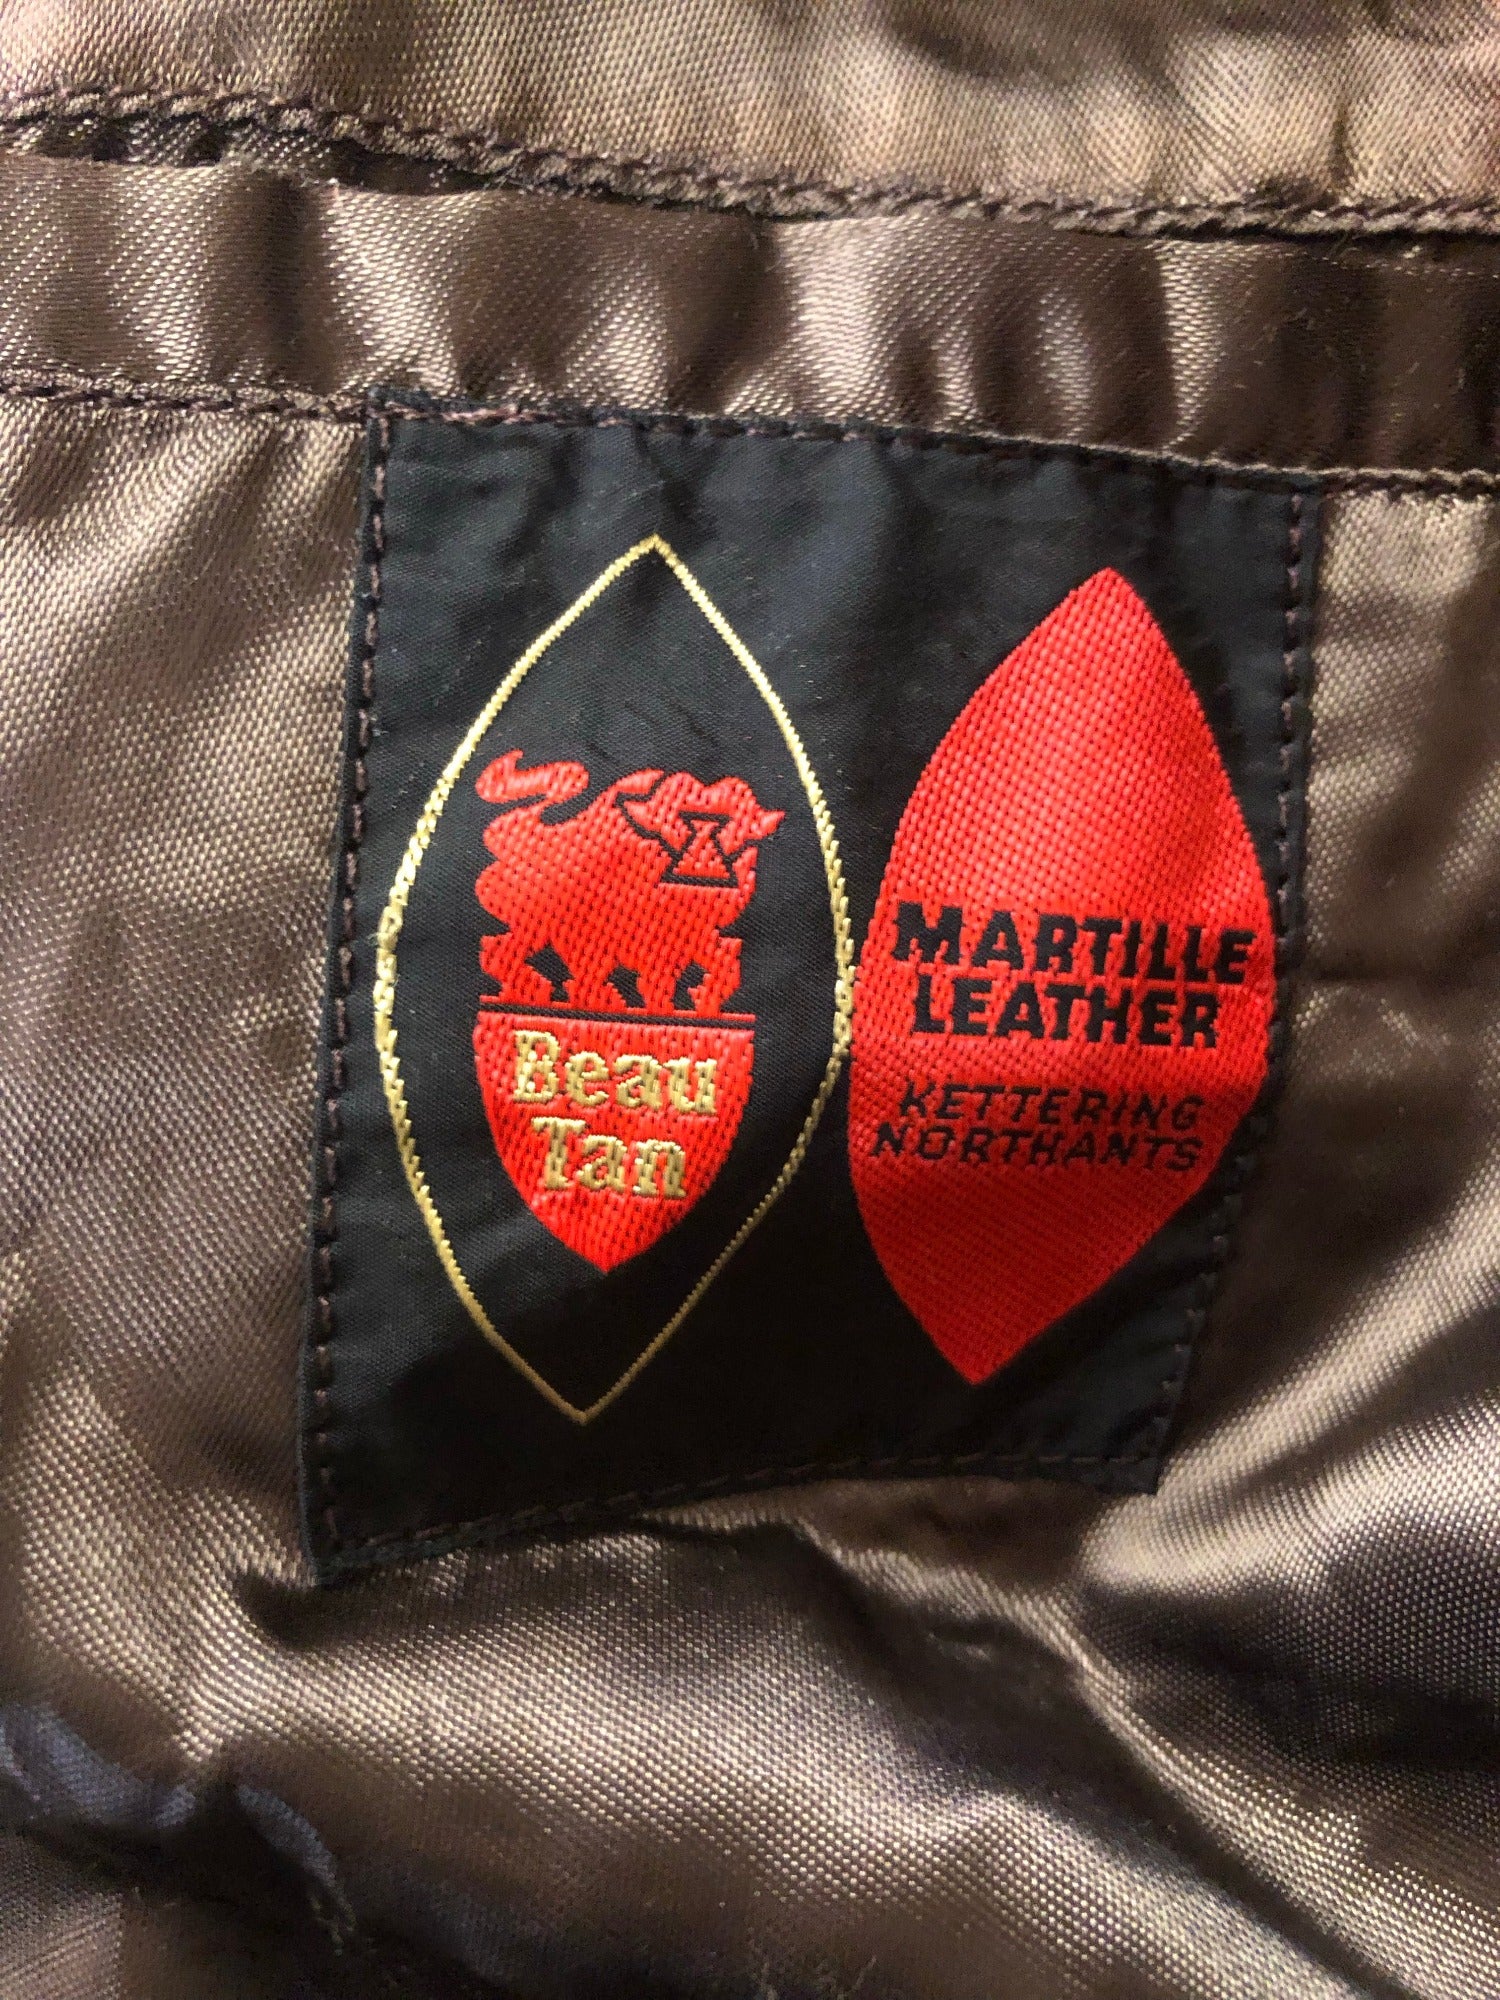 Beau
Tan
MARTILLE
LEATHER
KETTERING
NORTHANTS